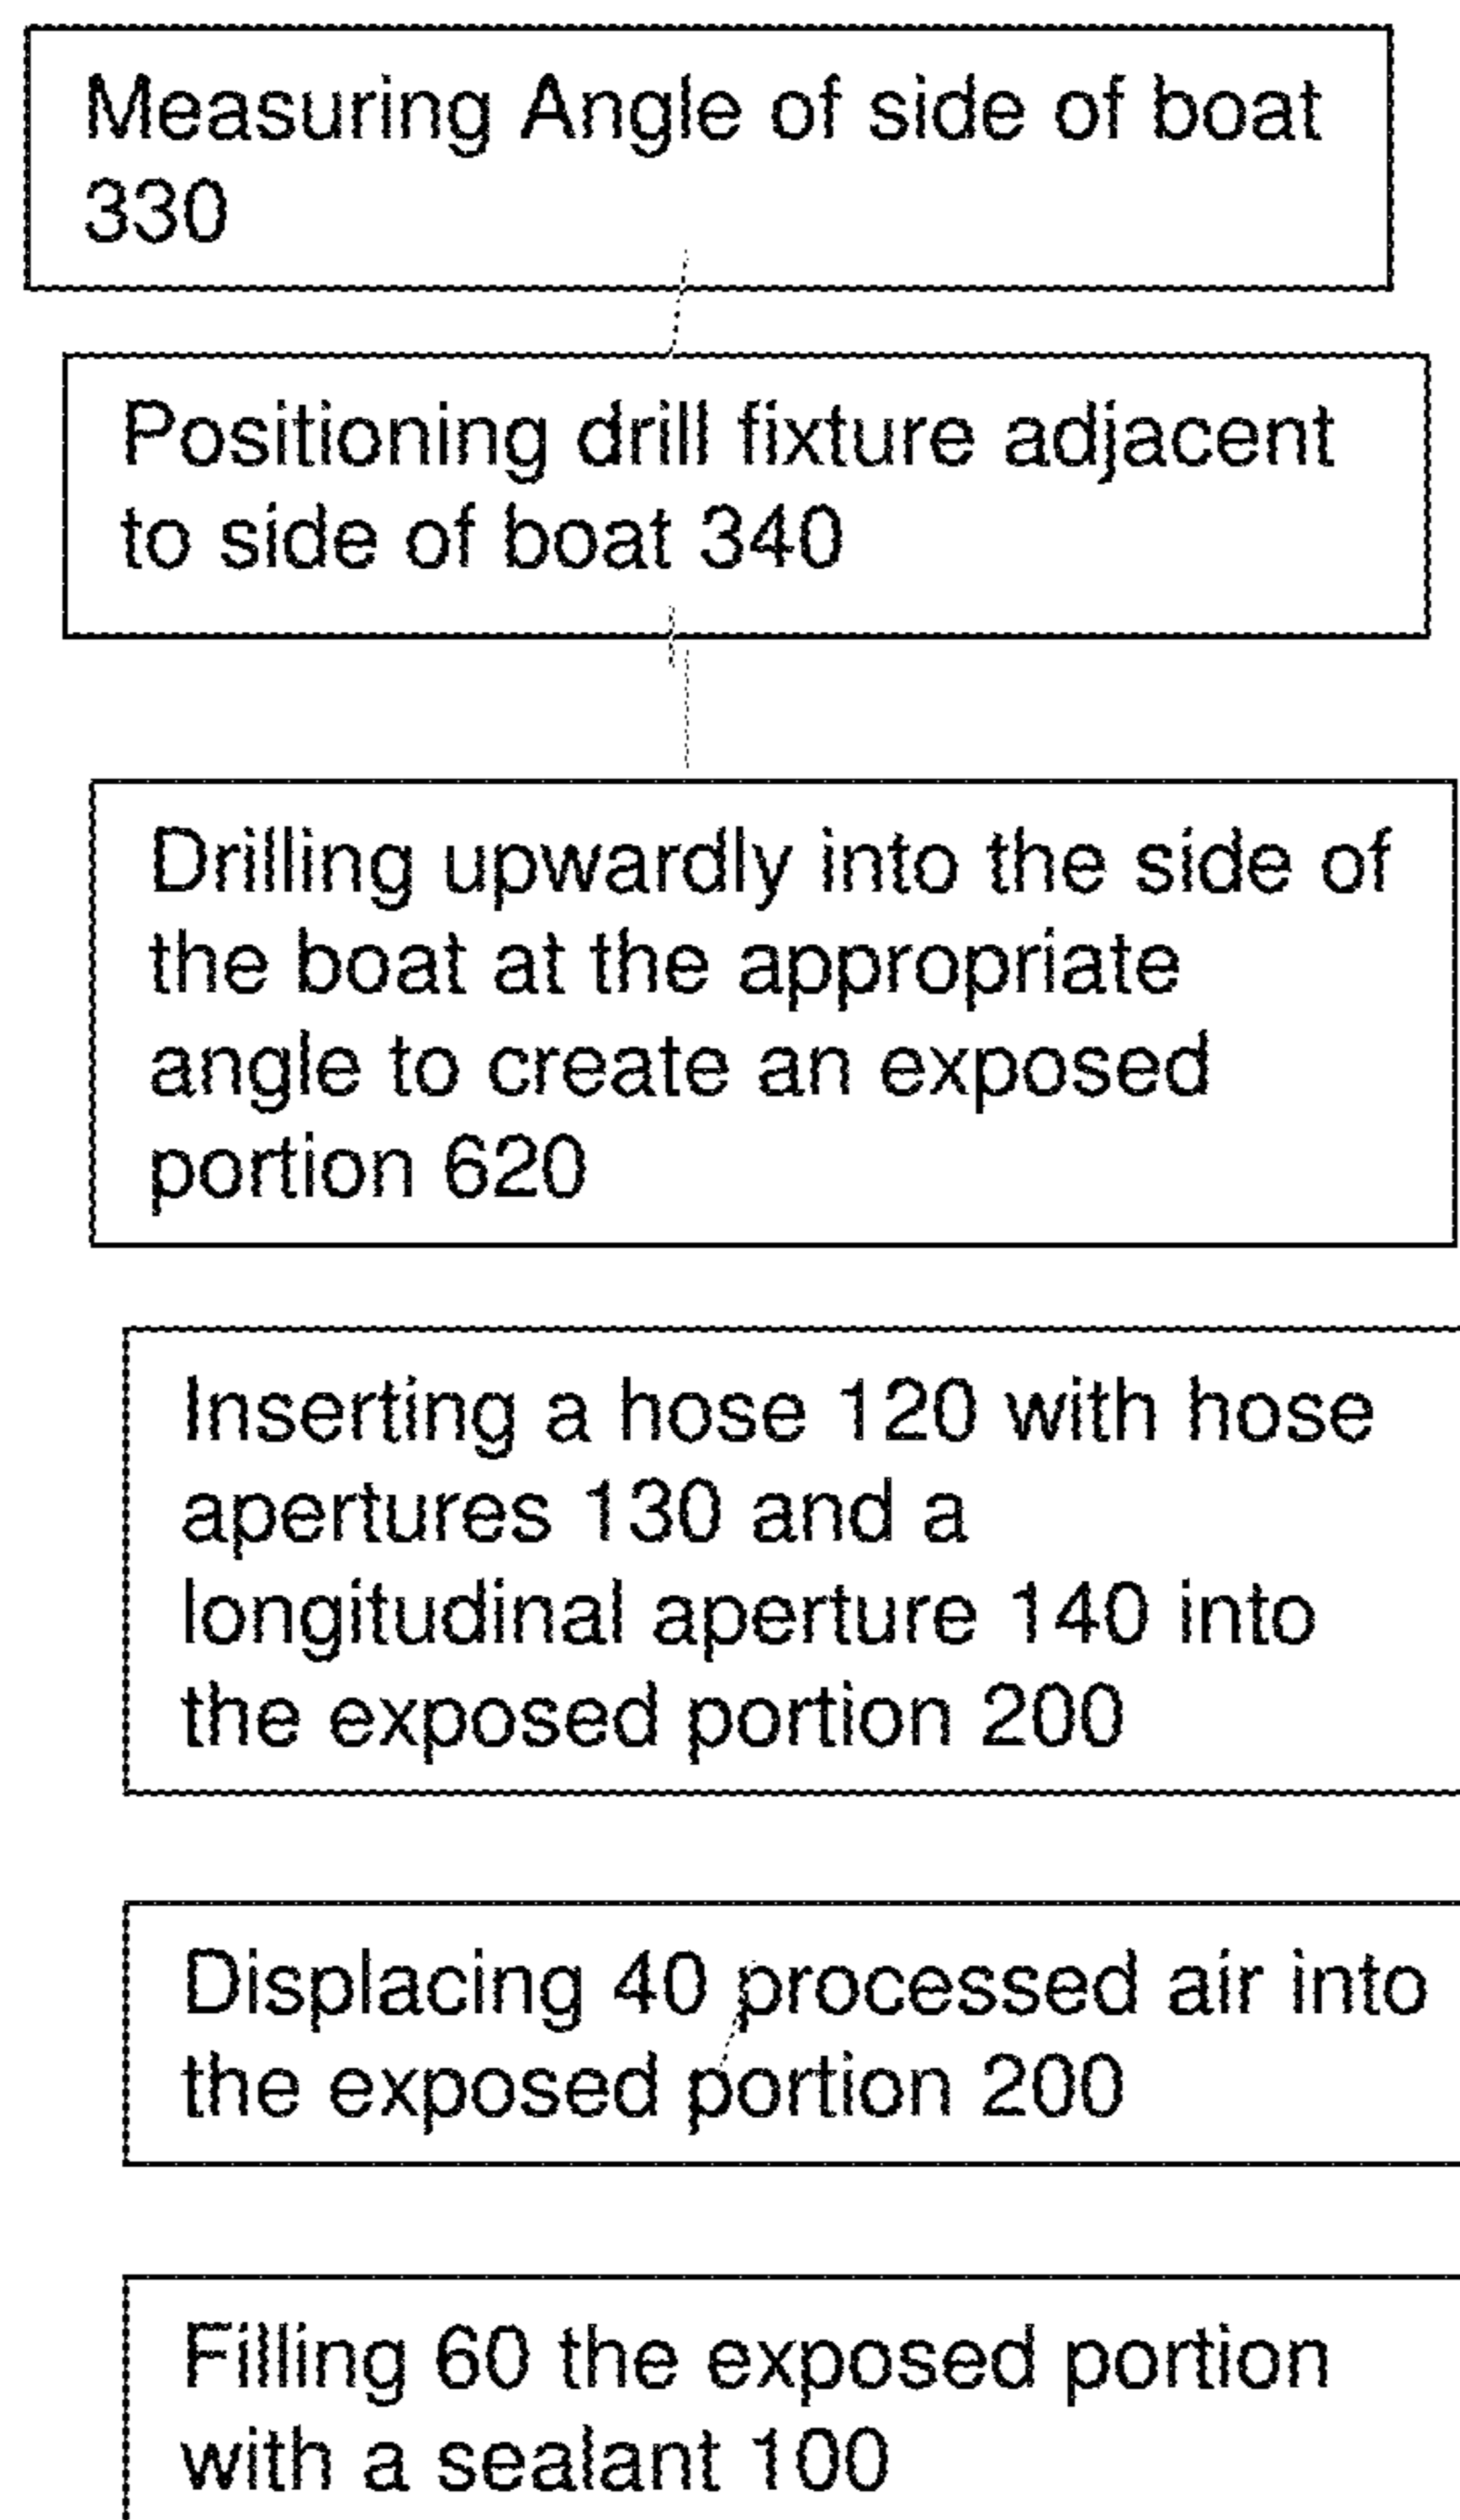 Measuring Angle of side of boat
330
Positioning drill fixture adjacent
to side of boat 340
Drilling upwardly into the side of
the boat at the appropriate
angle to create an exposed
portion 620
Inserting a hose 120 with hose
apertures 130 and a
longitudinal aperture 140 into
the exposed portion 200
Displacing 40 processed air into
the exposed portion 200
Filling 60 the exposed portion
with a sealant 100